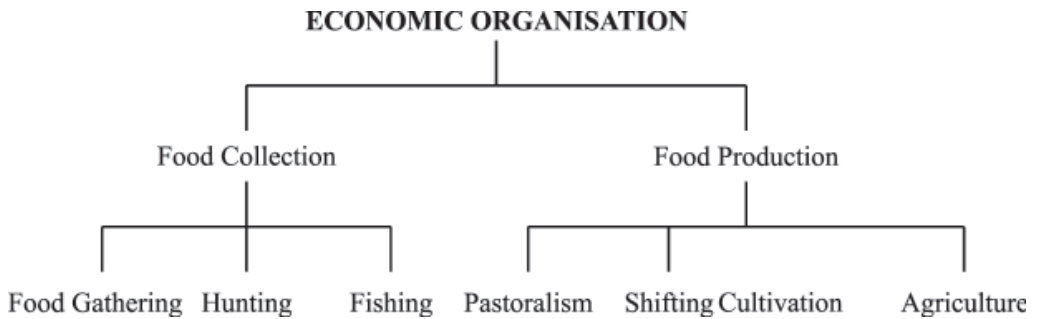 ECONOMIC ORGANISATION
Food Collection Food Production
Food Gathering Hunting Fishing Pastoralism Shifting Cultivation Agriculture